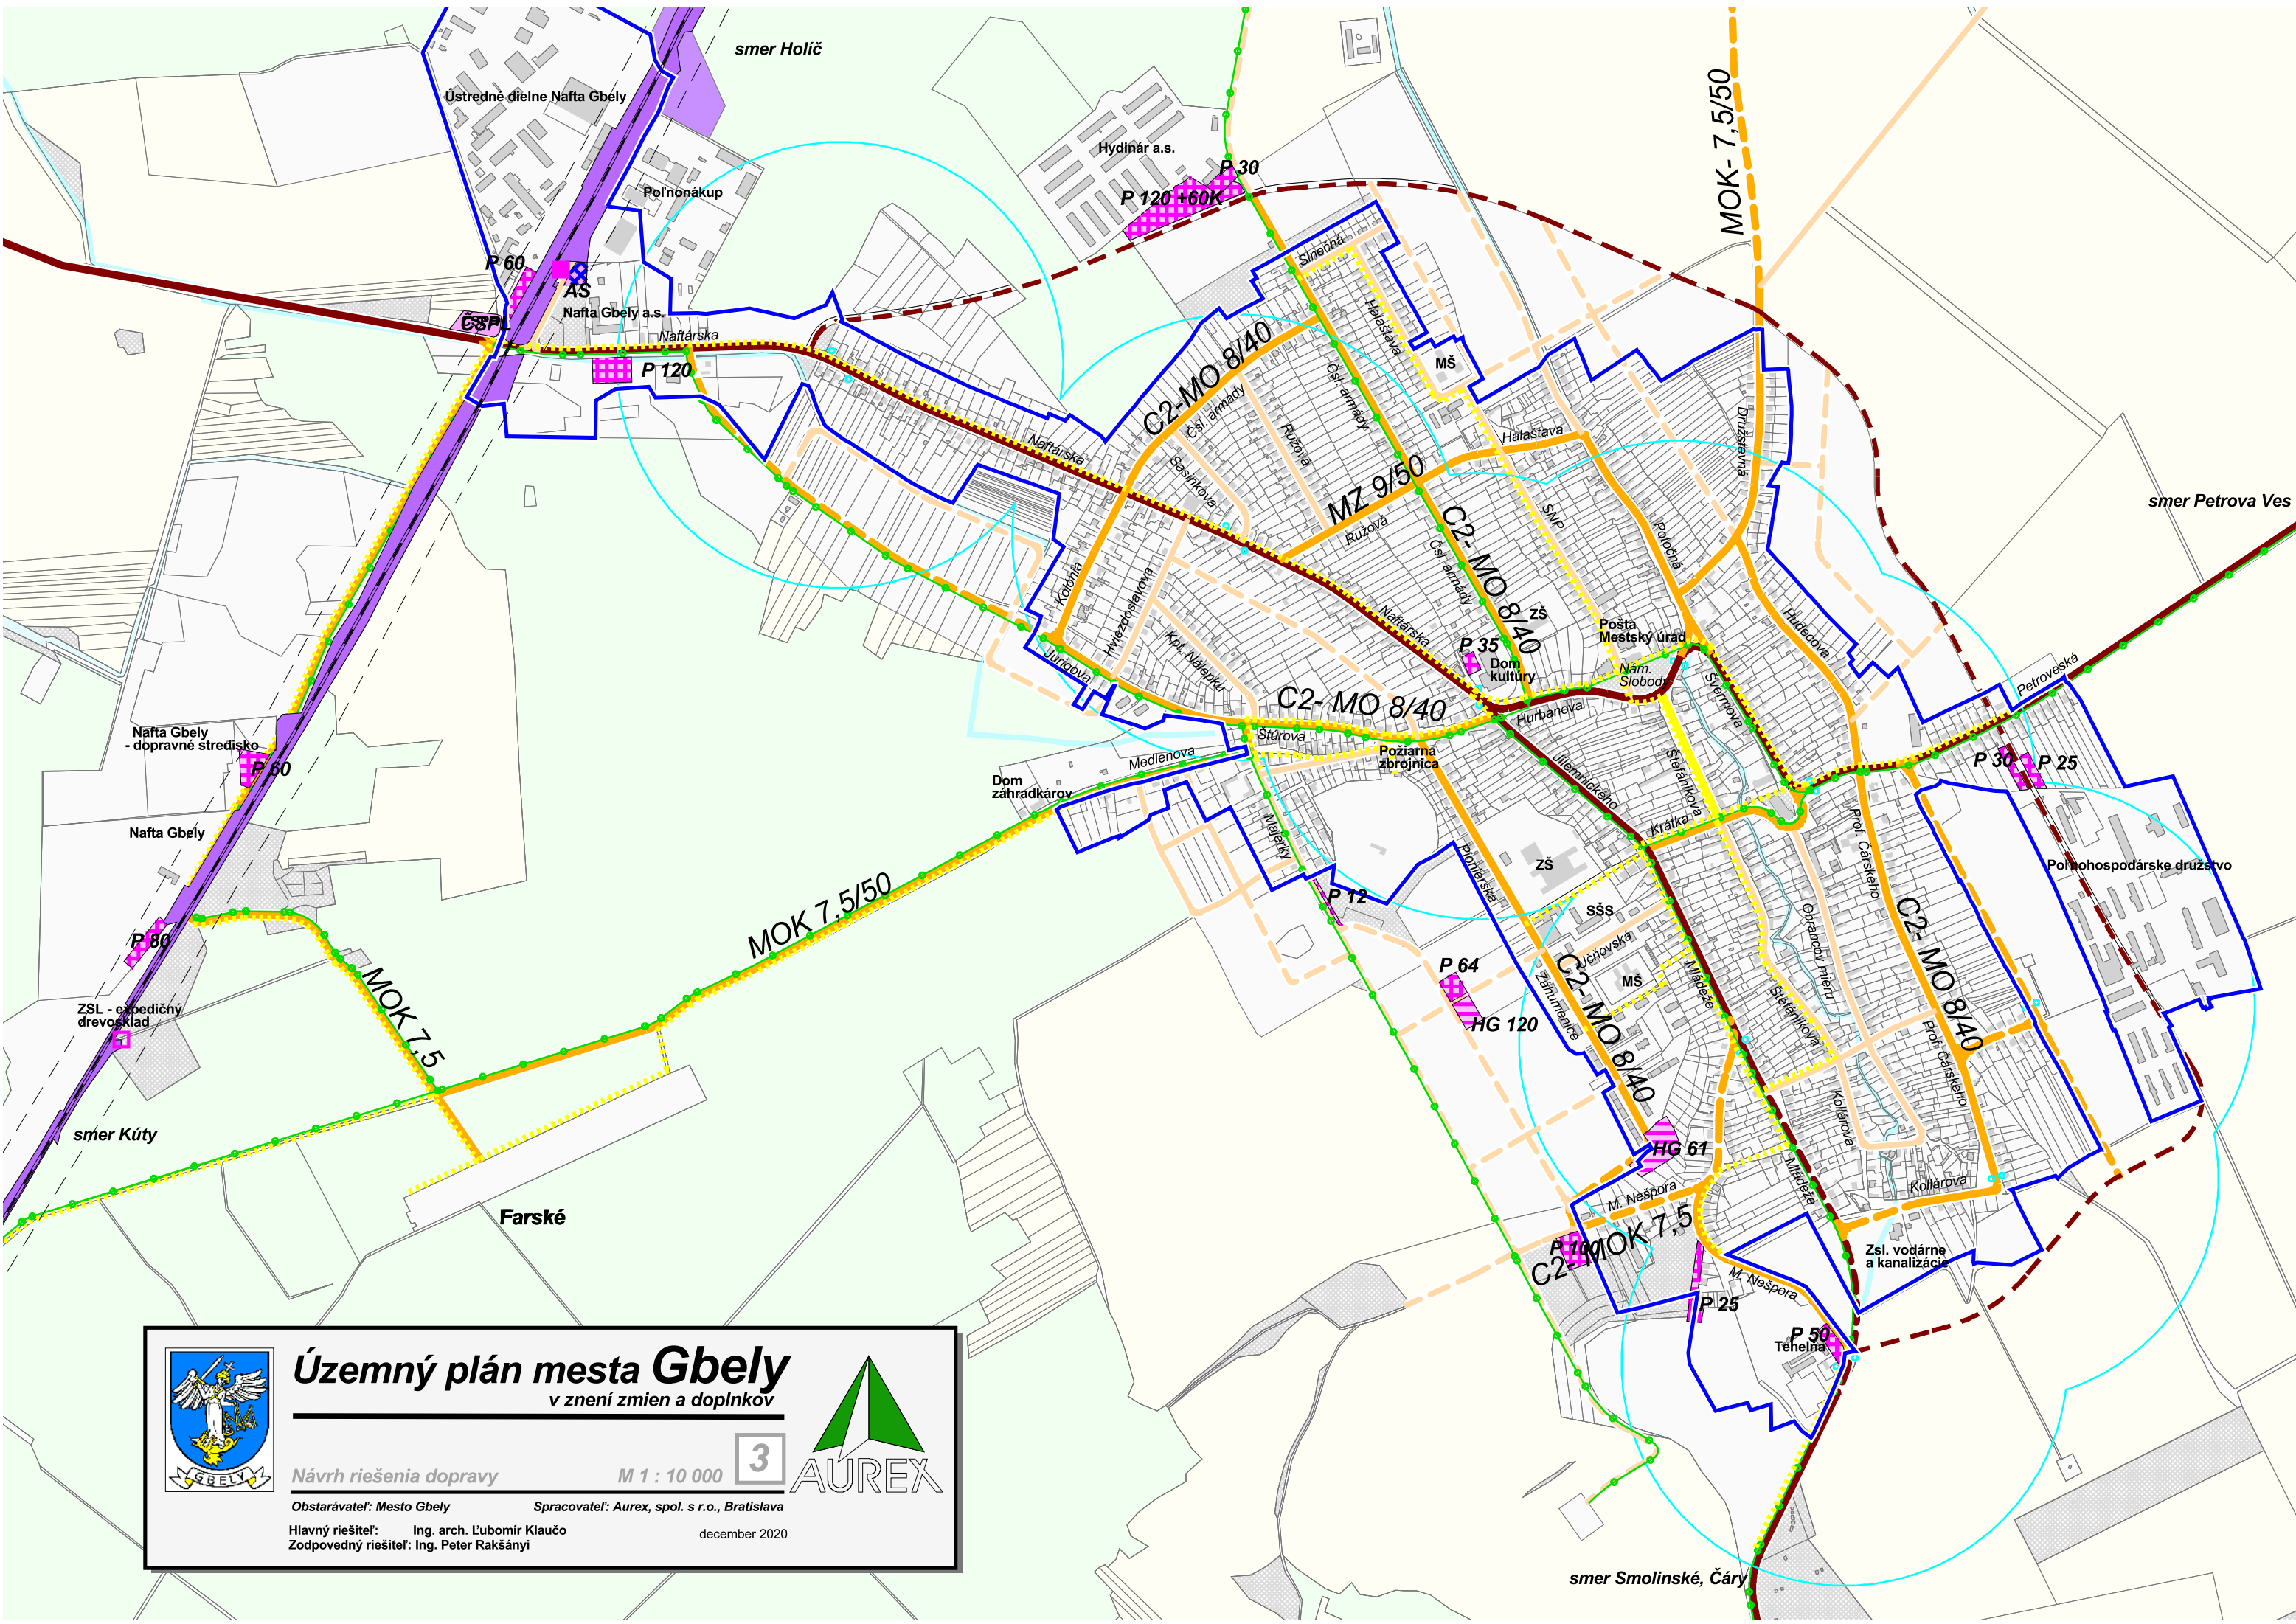 smer Holíč
Ústredné dielne Nafta Gbely
Poľnonákup
Hydinár a.s.
P 30
P 120 +60K
MOK- 7,5/50
P 60
AS
ČSPL
Nafta Gbely a.s.
Naftárska
P 120
Slnečná
Halaštava
MŠ
C2-MO 8/40
Čsl. armády
Čsl. armády
Ružová
Sasinkova
Naftárska
Halaštava
Družstevná
MZ 9/50
Ružová
SNP
Potočná
smer Petrova Ves
C2- MO 8/40
Čsl. armády
Kolónia
Hviezdoslavova
Kpt. Nálepku
Naftárska
ZŠ
Pošta
Mestský úrad
Hudecova
P 35
Dom
kultúry
Nám.
Slobody
Švermova
Jurigova
C2- MO 8/40
Hurbanova
Petroveská
Štúrova
Medlenova
Požiarna
zbrojnica
Jilemnického
Štefánikova
P 30
P 25
Nafta Gbely
- dopravné stredisko
P 60
Dom
záhradkárov
Majerky
Krátka
Prof. Čárskeho
Nafta Gbely
Pionierska
ZŠ
Poľnohospodárske družstvo
P 12
MOK 7,5/50
SŠS
Učňovská
Obrancov mieru
C2- MO 8/40
P 80
MOK 7,5
P 64
HG 120
C2- MO 8/40
MŠ
Mládeže
Záhumenice
Štefánikova
Prof. Čárskeho
ZSL - expedičný
drevosklad
smer Kúty
HG 61
Kollárova
Mládeže
Kollárova
M. Nešpora
Farské
P 100
C2- MOK 7,5
Zsl. vodárne
a kanalizácie
M. Nešpora
P 25
P 50
Tehelňa
smer Smolinské, Čáry
Územný plán mesta Gbely
v znení zmien a doplnkov
Návrh riešenia dopravy M 1 : 10 000 3
AUREX
GBELY
Obstarávateľ: Mesto Gbely Spracovateľ: Aurex, spol. s r.o., Bratislava
Hlavný riešiteľ: Ing. arch. Ľubomír Klaučo december 2020
Zodpovedný riešiteľ: Ing. Peter Rakšányi